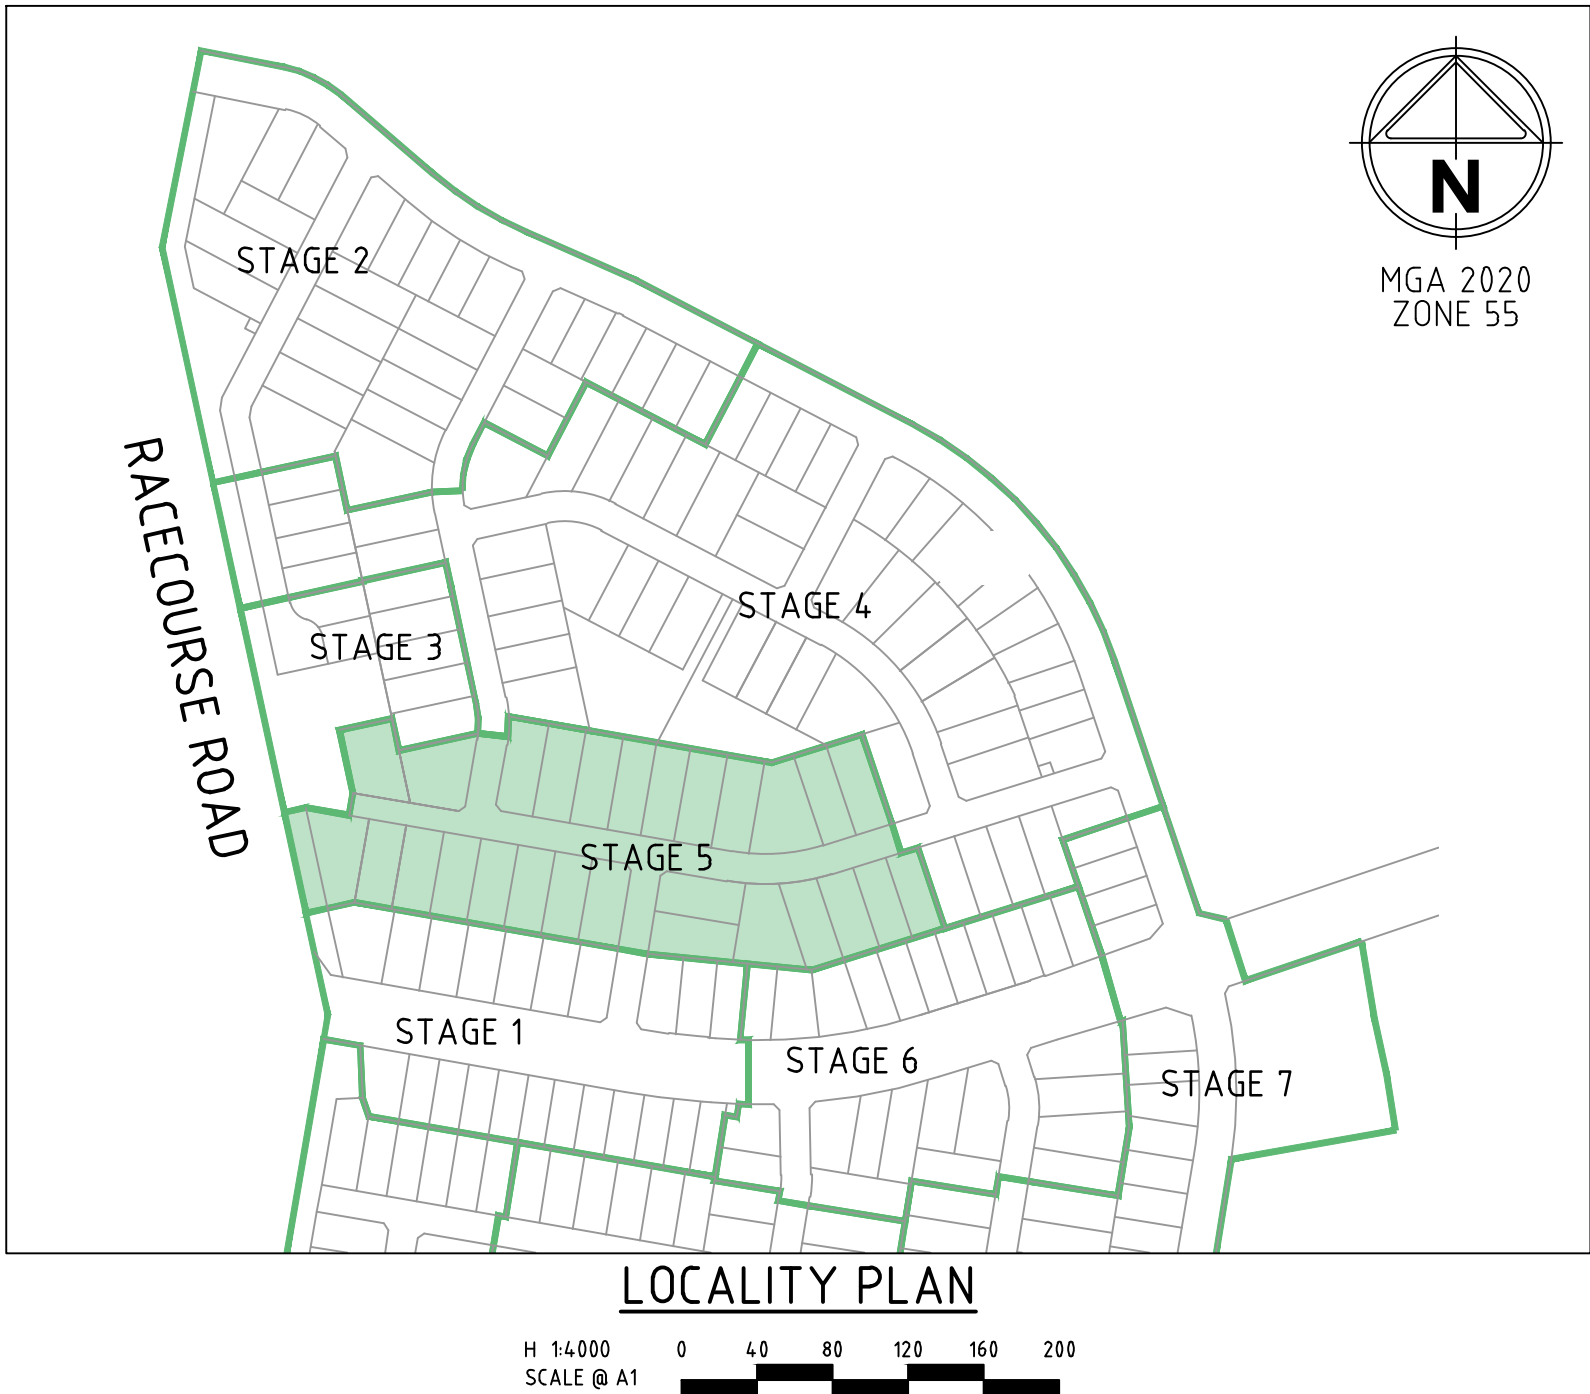 N
MGA 2020
ZONE 55
STAGE 2
RACECOURSE ROAD
STAGE 4
STAGE 3
STAGE 5
STAGE 1
STAGE 6
STAGE 7
LOCALITY PLAN
H 1:4000 0 40 80 120 160 200
SCALE @ A1